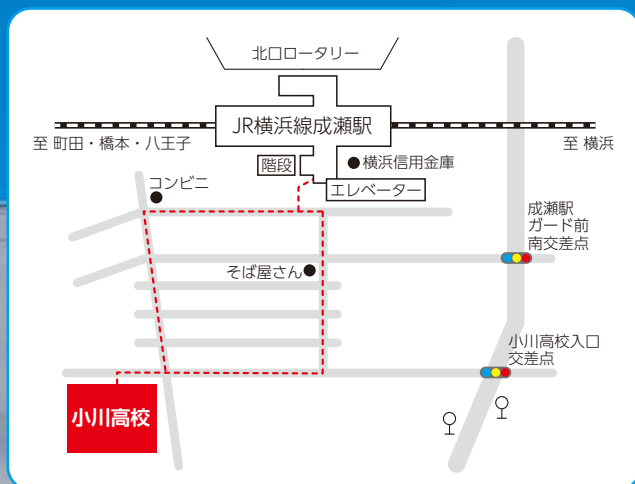 北口ロータリー
JR横浜線成瀬駅
至 町田・橋本・八王子
至 横浜
階段
横浜信用金庫
エレベーター
コンビニ
成瀬駅
ガード前
南交差点
そば屋さん
小川高校入口
交差点
小川高校